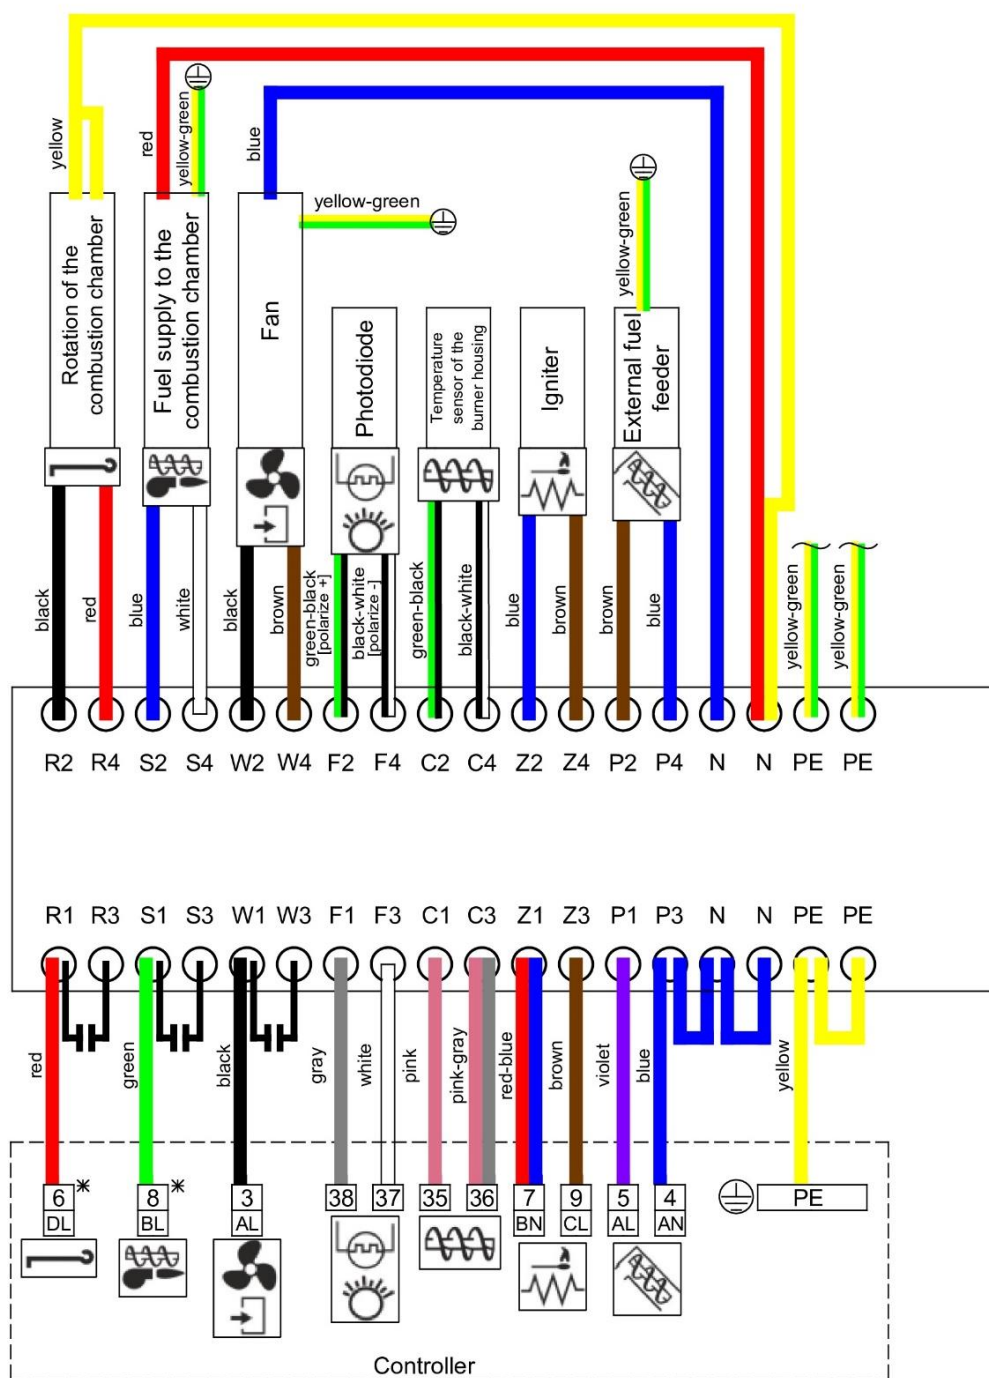 yellow
red
yellow-green
blue
yellow-green
yellow-green
Rotation of the
combustion chamber
Fuel supply to the
combustion chamber
Fan
Photodiode
Temperature
sensor of the
burner housing
Igniter
External fuel
feeder
black
red
blue
white
black
brown
green-black
[polarize +]
black-white
[polarize -]
green-black
black-white
blue
brown
brown
blue
yellow-green
yellow-green
R2 R4 S2 S4 W2 W4 F2 F4 C2 C4 Z2 Z4 P2 P4 N N PE PE
R1 R3 S1 S3 W1 W3 F1 F3 C1 C3 Z1 Z3 P1 P3 N N PE PE
red
green
black
gray
white
pink
pink-gray
red-blue
brown
violet
blue
yellow
6 * 8 * 3 38 37 35 36 7 9 5 4 PE
DL BL AL BN CL AL AN
Controller